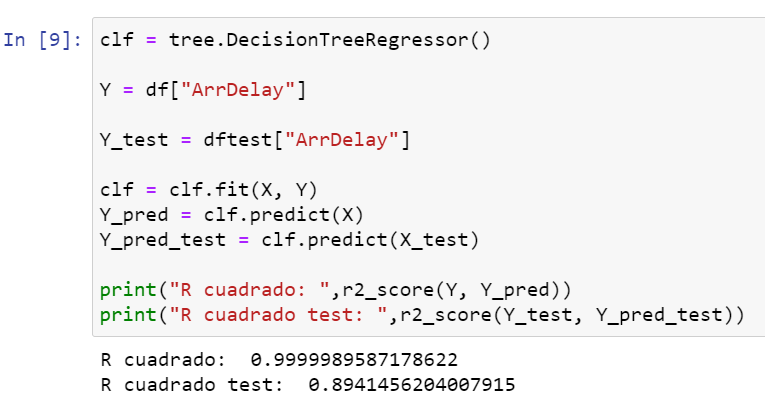 In [9]: clf = tree.DecisionTreeRegressor()
Y = df["ArrDelay"]
Y_test = dftest["ArrDelay"]
clf = clf.fit(X, Y)
Y_pred = clf.predict(X)
Y_pred_test = clf.predict(X_test)
print("R cuadrado: ",r2_score(Y, Y_pred))
print("R cuadrado test: ",r2_score(Y_test, Y_pred_test))
R cuadrado:  0.9999989587178622
R cuadrado test:  0.8941456204007915